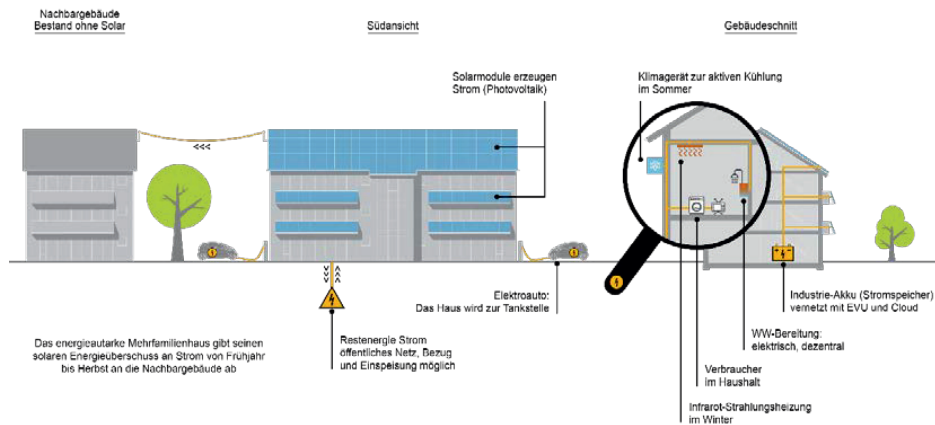 Nachbargebäude
Bestand ohne Solar
Südansicht
Gebäudeschnitt
Solarmodule erzeugen
Strom (Photovoltaik)
Klimagerät zur aktiven Kühlung
im Sommer
<<<
Elektroauto:
Das Haus wird zur Tankstelle
Industrie-Akku (Stromspeicher)
vernetzt mit EVU und Cloud
Das energieautarke Mehrfamilienhaus gibt seinen
solaren Energieüberschuss an Strom von Frühjahr
bis Herbst an die Nachbargebäude ab
Restenergie Strom
öffentliches Netz, Bezug
und Einspeisung möglich
WW-Bereitung:
elektrisch, dezentral
Verbraucher
im Haushalt
Infrarot-Strahlungsheizung
im Winter